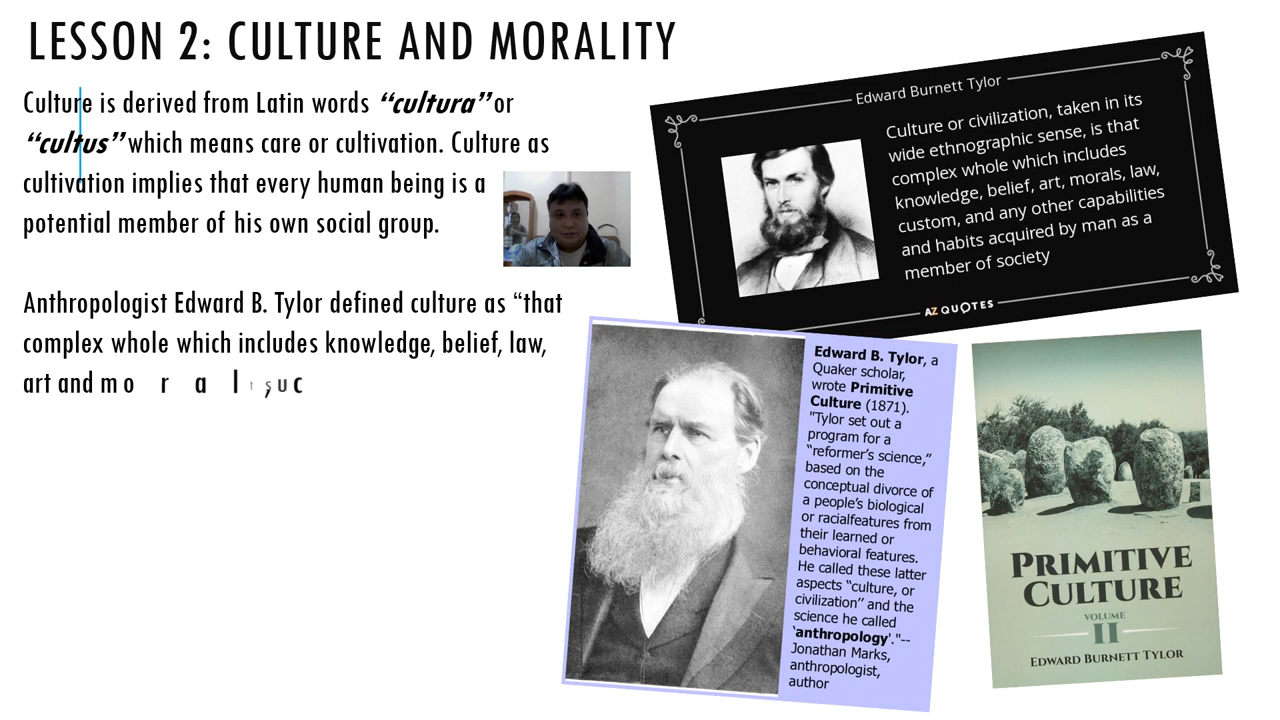 LESSON 2: CULTURE AND MORALITY
Culture is derived from Latin words “cultura” or
“cultus” which means care or cultivation. Culture as
cultivation implies that every human being is a
potential member of his own social group.
Anthropologist Edward B. Tylor defined culture as “that
complex whole which includes knowledge, belief, law,
art and moral
Edward Burnett Tylor
Culture or civilization, taken in its
wide ethnographic sense, is that
complex whole which includes
knowledge, belief, art, morals, law,
custom, and any other capabilities
and habits acquired by man as a
member of society
AZ QUOTES
Edward B. Tylor, a
Quaker scholar,
wrote Primitive
Culture (1871).
"Tylor set out a
program for a
“reformer’s science,”
based on the
conceptual divorce of
a people’s biological
or racialfeatures from
their learned or
behavioral features.
He called these latter
aspects “culture, or
civilization” and the
science he called
‘anthropology’."--
Jonathan Marks,
anthropologist,
author
PRIMITIVE
CULTURE
VOLUME
II
EDWARD BURNETT TYLOR